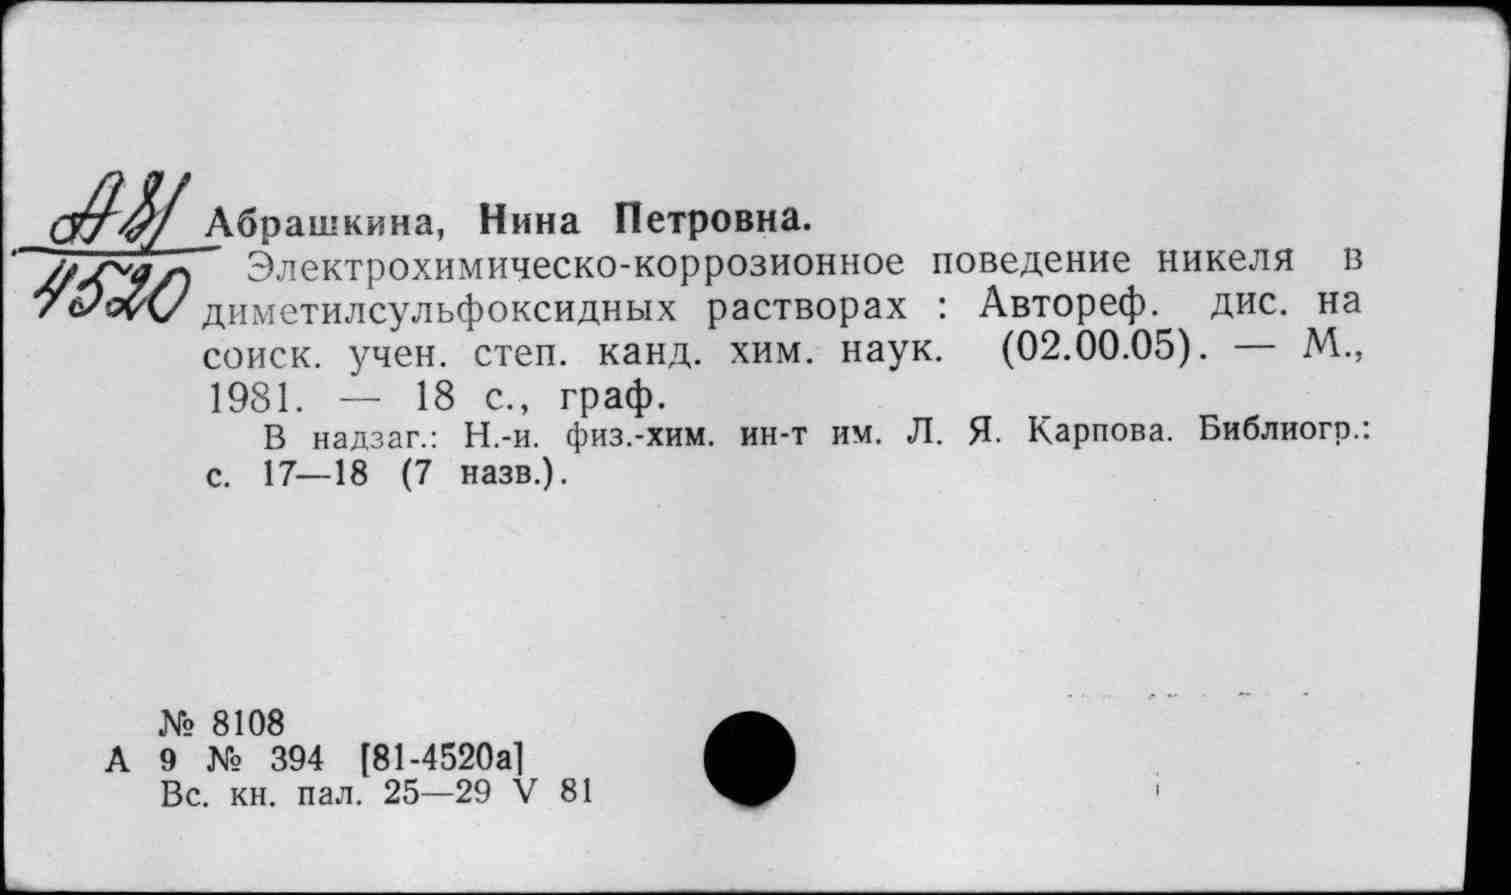 А81
4520
Абрашкина, Нина Петровна.
Электрохимическо-коррозионное поведение никеля в
диметилсульфоксидных растворах : Автореф. дис. на
соиск. учен. степ. канд. хим. наук. (02.00.05). — М.,
1981. — 18 с., граф.
В надзаг.: Н.-и. физ.-хим. ин-т им. Л. Я. Карпова. Библиогр.:
с. 17—18 (7 назв.).
№ 8108
А 9 № 394 [81-4520а]
Вс. кн. пал. 25—29 V 81